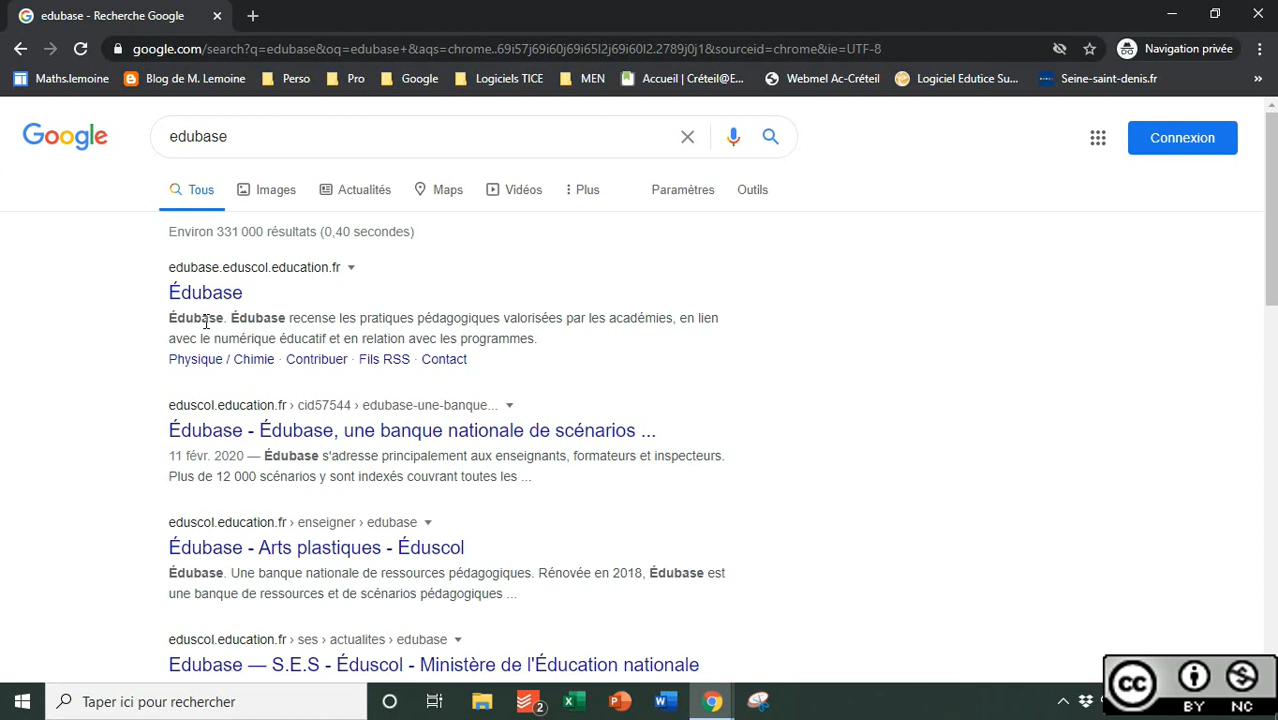 edubase - Recherche Google
google.com/search?q=edubase&oq=edubase+&aqs=chrome..69i57j69i60j69i65l2j69i60l2.2789j0j1&sourceid=chrome&ie=UTF-8
Navigation privée
Maths.lemoine
Blog de M. Lemoine
Perso
Pro
Google
Logiciels TICE
MEN
Accueil | Créteil@E...
Webmel Ac-Créteil
Logiciel Edutice Su...
Seine-saint-denis.fr
»
Google
edubase
Connexion
Tous
Images
Actualités
Maps
Vidéos
Plus
Paramètres
Outils
Environ 331 000 résultats (0,40 secondes)
edubase.eduscol.education.fr
Édubase
Édubase. Édubase recense les pratiques pédagogiques valorisées par les académies, en lien
avec le numérique éducatif et en relation avec les programmes.
Physique / Chimie · Contribuer · Fils RSS · Contact
eduscol.education.fr › cid57544 › edubase-une-banque...
Édubase - Édubase, une banque nationale de scénarios ...
11 févr. 2020 — Édubase s'adresse principalement aux enseignants, formateurs et inspecteurs.
Plus de 12 000 scénarios y sont indexés couvrant toutes les ...
eduscol.education.fr › enseigner › edubase
Édubase - Arts plastiques - Éduscol
Édubase. Une banque nationale de ressources pédagogiques. Rénovée en 2018, Édubase est
une banque de ressources et de scénarios pédagogiques ...
eduscol.education.fr › ses › actualites › edubase
Edubase — S.E.S - Éduscol - Ministère de l'Éducation nationale
Taper ici pour rechercher
2
cc
BY NC